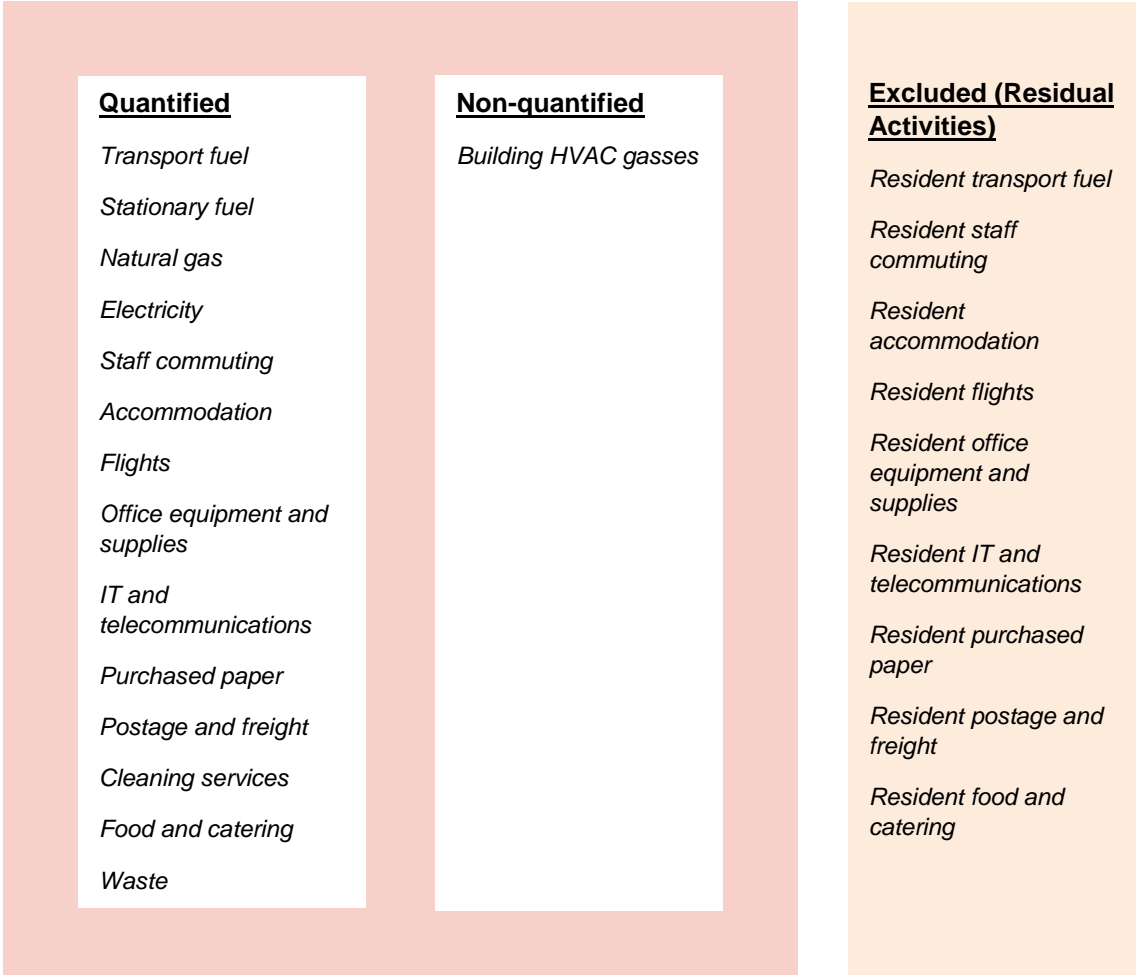 Quantified
Transport fuel
Stationary fuel
Natural gas
Electricity
Staff commuting
Accommodation
Flights
Office equipment and
supplies
IT and
telecommunications
Purchased paper
Postage and freight
Cleaning services
Food and catering
Waste
Non-quantified
Building HVAC gasses
Excluded (Residual
Activities)
Resident transport fuel
Resident staff
commuting
Resident
accommodation
Resident flights
Resident office
equipment and
supplies
Resident IT and
telecommunications
Resident purchased
paper
Resident postage and
freight
Resident food and
catering